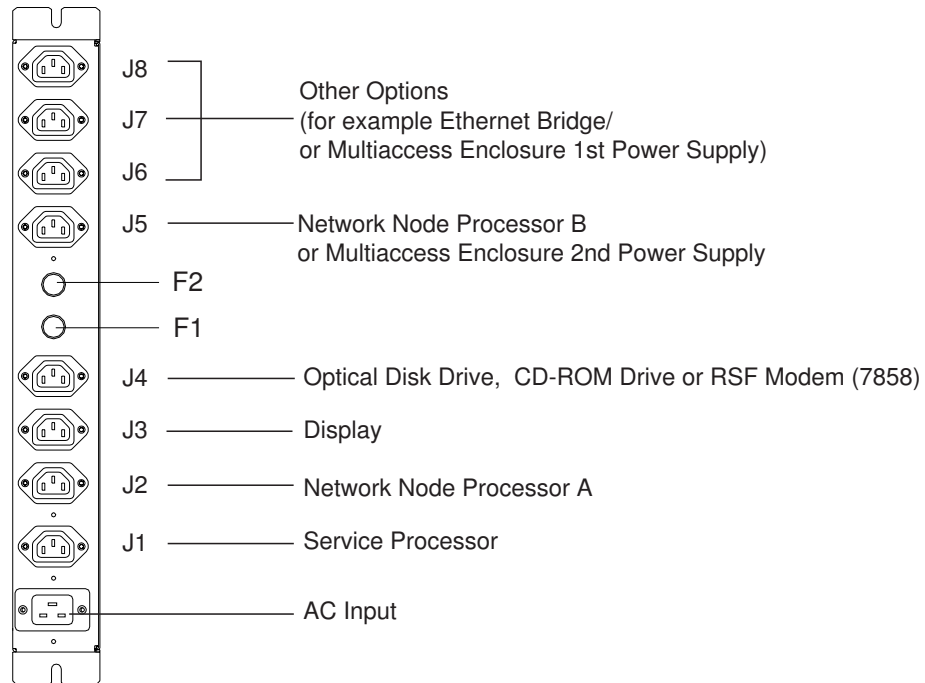 J8
J7
J6
Other Options
(for example Ethernet Bridge/
or Multiaccess Enclosure 1st Power Supply)
J5
Network Node Processor B
or Multiaccess Enclosure 2nd Power Supply
F2
F1
J4
Optical Disk Drive, CD-ROM Drive or RSF Modem (7858)
J3
Display
J2
Network Node Processor A
J1
Service Processor
AC Input